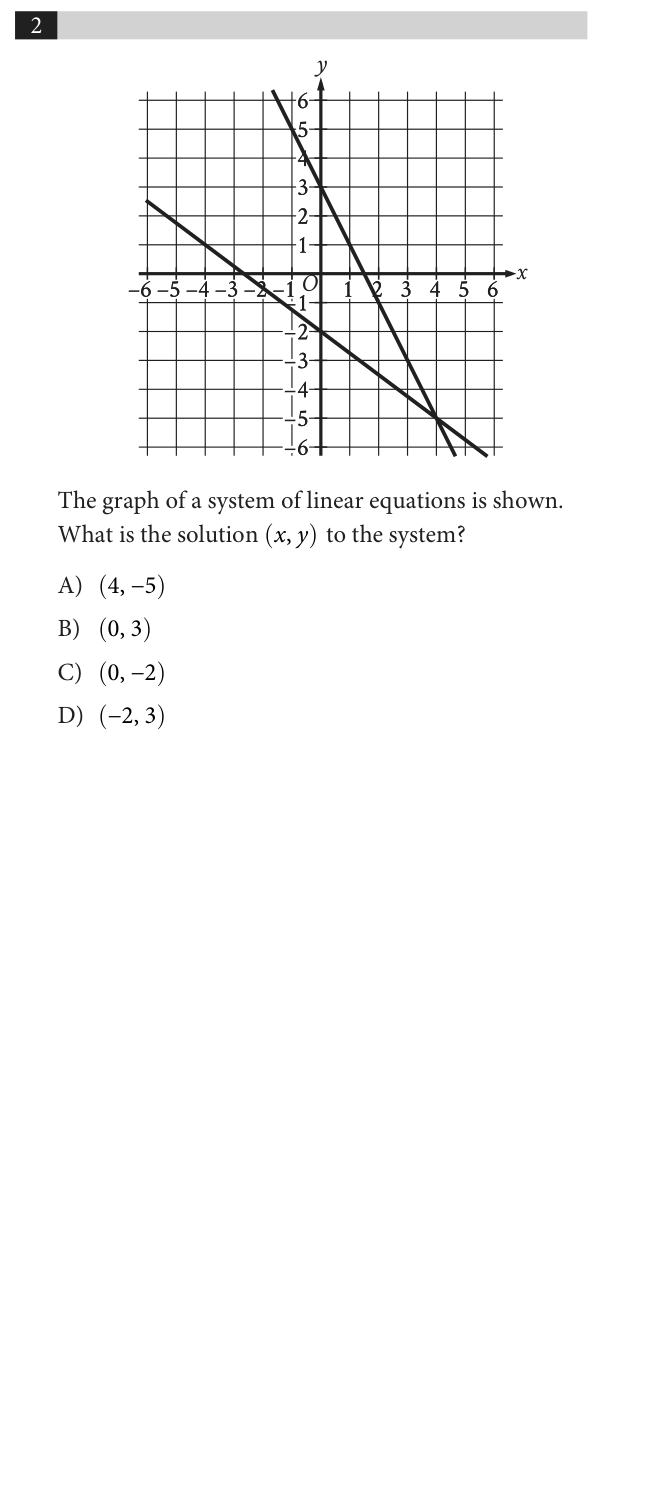 2
y
6
5
4
3
2
1
x
–6 –5 –4 –3 –2 –1 O 1 2 3 4 5 6
–1
–2
–3
–4
–5
–6
The graph of a system of linear equations is shown.
What is the solution (x, y) to the system?
A) (4, –5)
B) (0, 3)
C) (0, –2)
D) (–2, 3)